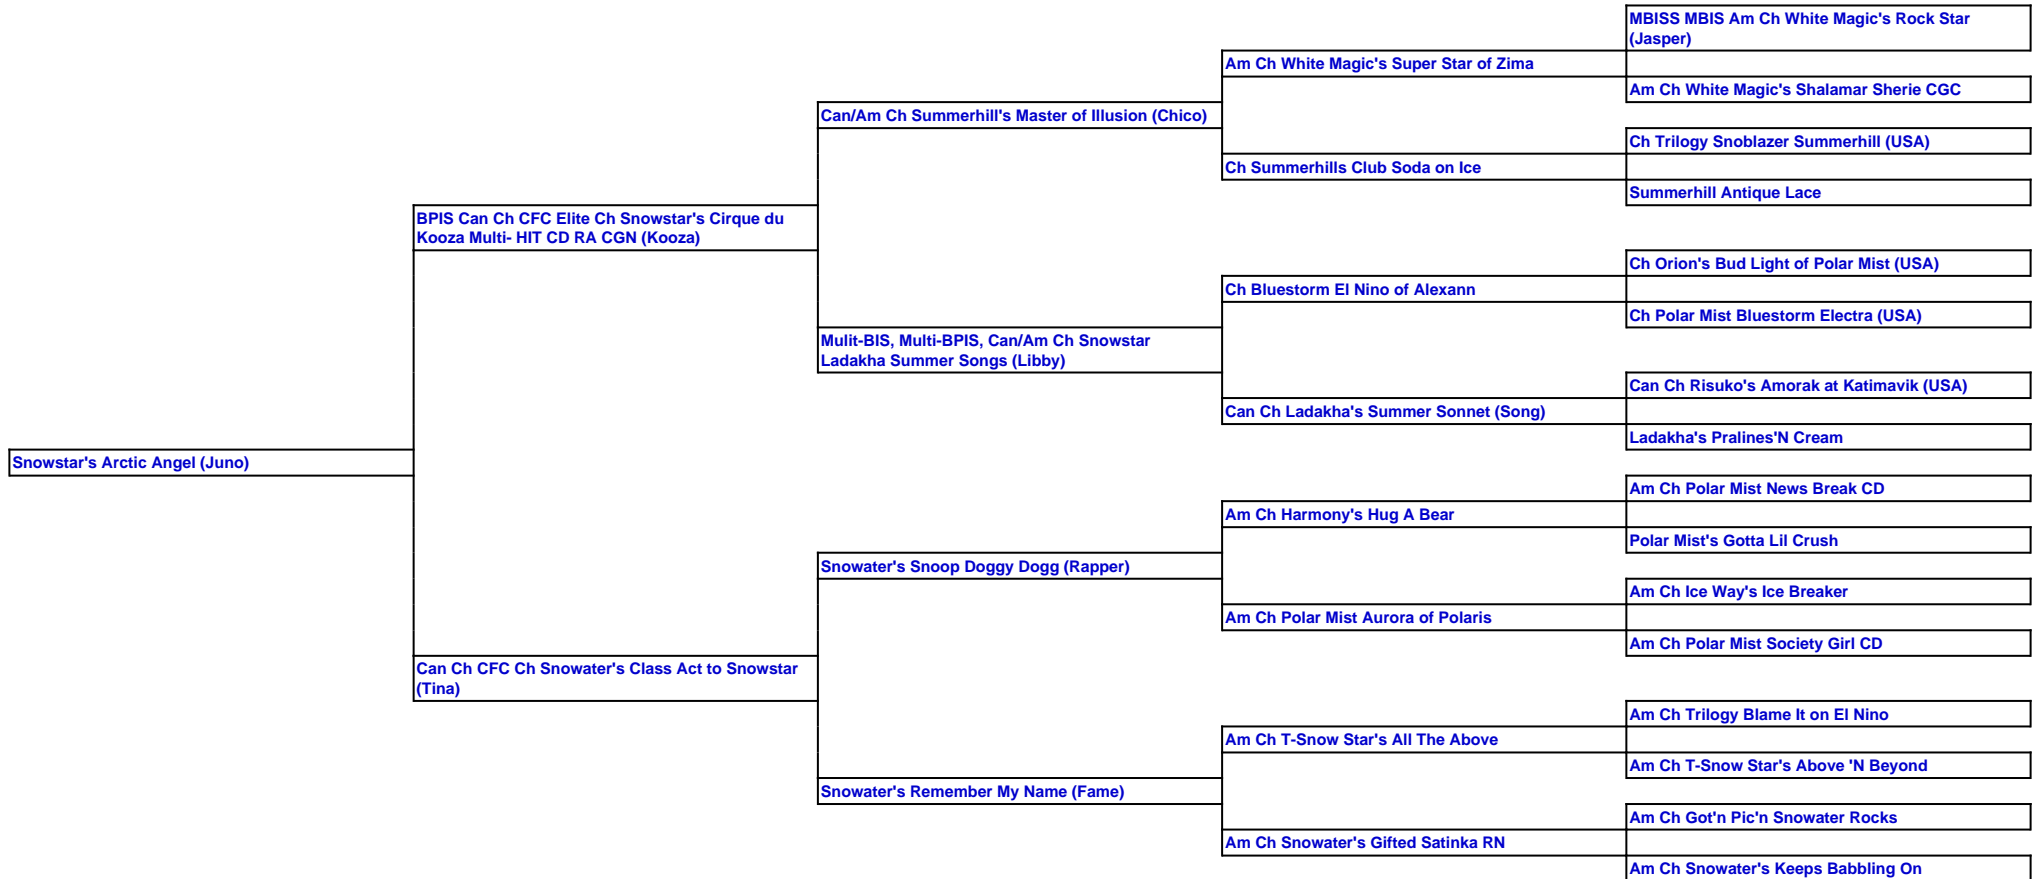 MBISS MBIS Am Ch White Magic's Rock Star
(Jasper)
Am Ch White Magic's Super Star of Zima
Am Ch White Magic's Shalamar Sherie CGC
Can/Am Ch Summerhill's Master of Illusion (Chico)
Ch Trilogy Snoblazer Summerhill (USA)
Ch Summerhills Club Soda on Ice
Summerhill Antique Lace
BPIS Can Ch CFC Elite Ch Snowstar's Cirque du
Kooza Multi- HIT CD RA CGN (Kooza)
Ch Orion's Bud Light of Polar Mist (USA)
Ch Bluestorm El Nino of Alexann
Ch Polar Mist Bluestorm Electra (USA)
Mulit-BIS, Multi-BPIS, Can/Am Ch Snowstar
Ladakha Summer Songs (Libby)
Can Ch Risuko's Amorak at Katimavik (USA)
Can Ch Ladakha's Summer Sonnet (Song)
Ladakha's Pralines'N Cream
Snowstar's Arctic Angel (Juno)
Am Ch Polar Mist News Break CD
Am Ch Harmony's Hug A Bear
Polar Mist's Gotta Lil Crush
Snowater's Snoop Doggy Dogg (Rapper)
Am Ch Ice Way's Ice Breaker
Am Ch Polar Mist Aurora of Polaris
Am Ch Polar Mist Society Girl CD
Can Ch CFC Ch Snowater's Class Act to Snowstar
(Tina)
Am Ch Trilogy Blame It on El Nino
Am Ch T-Snow Star's All The Above
Am Ch T-Snow Star's Above 'N Beyond
Snowater's Remember My Name (Fame)
Am Ch Got'n Pic'n Snowater Rocks
Am Ch Snowater's Gifted Satinka RN
Am Ch Snowater's Keeps Babbling On